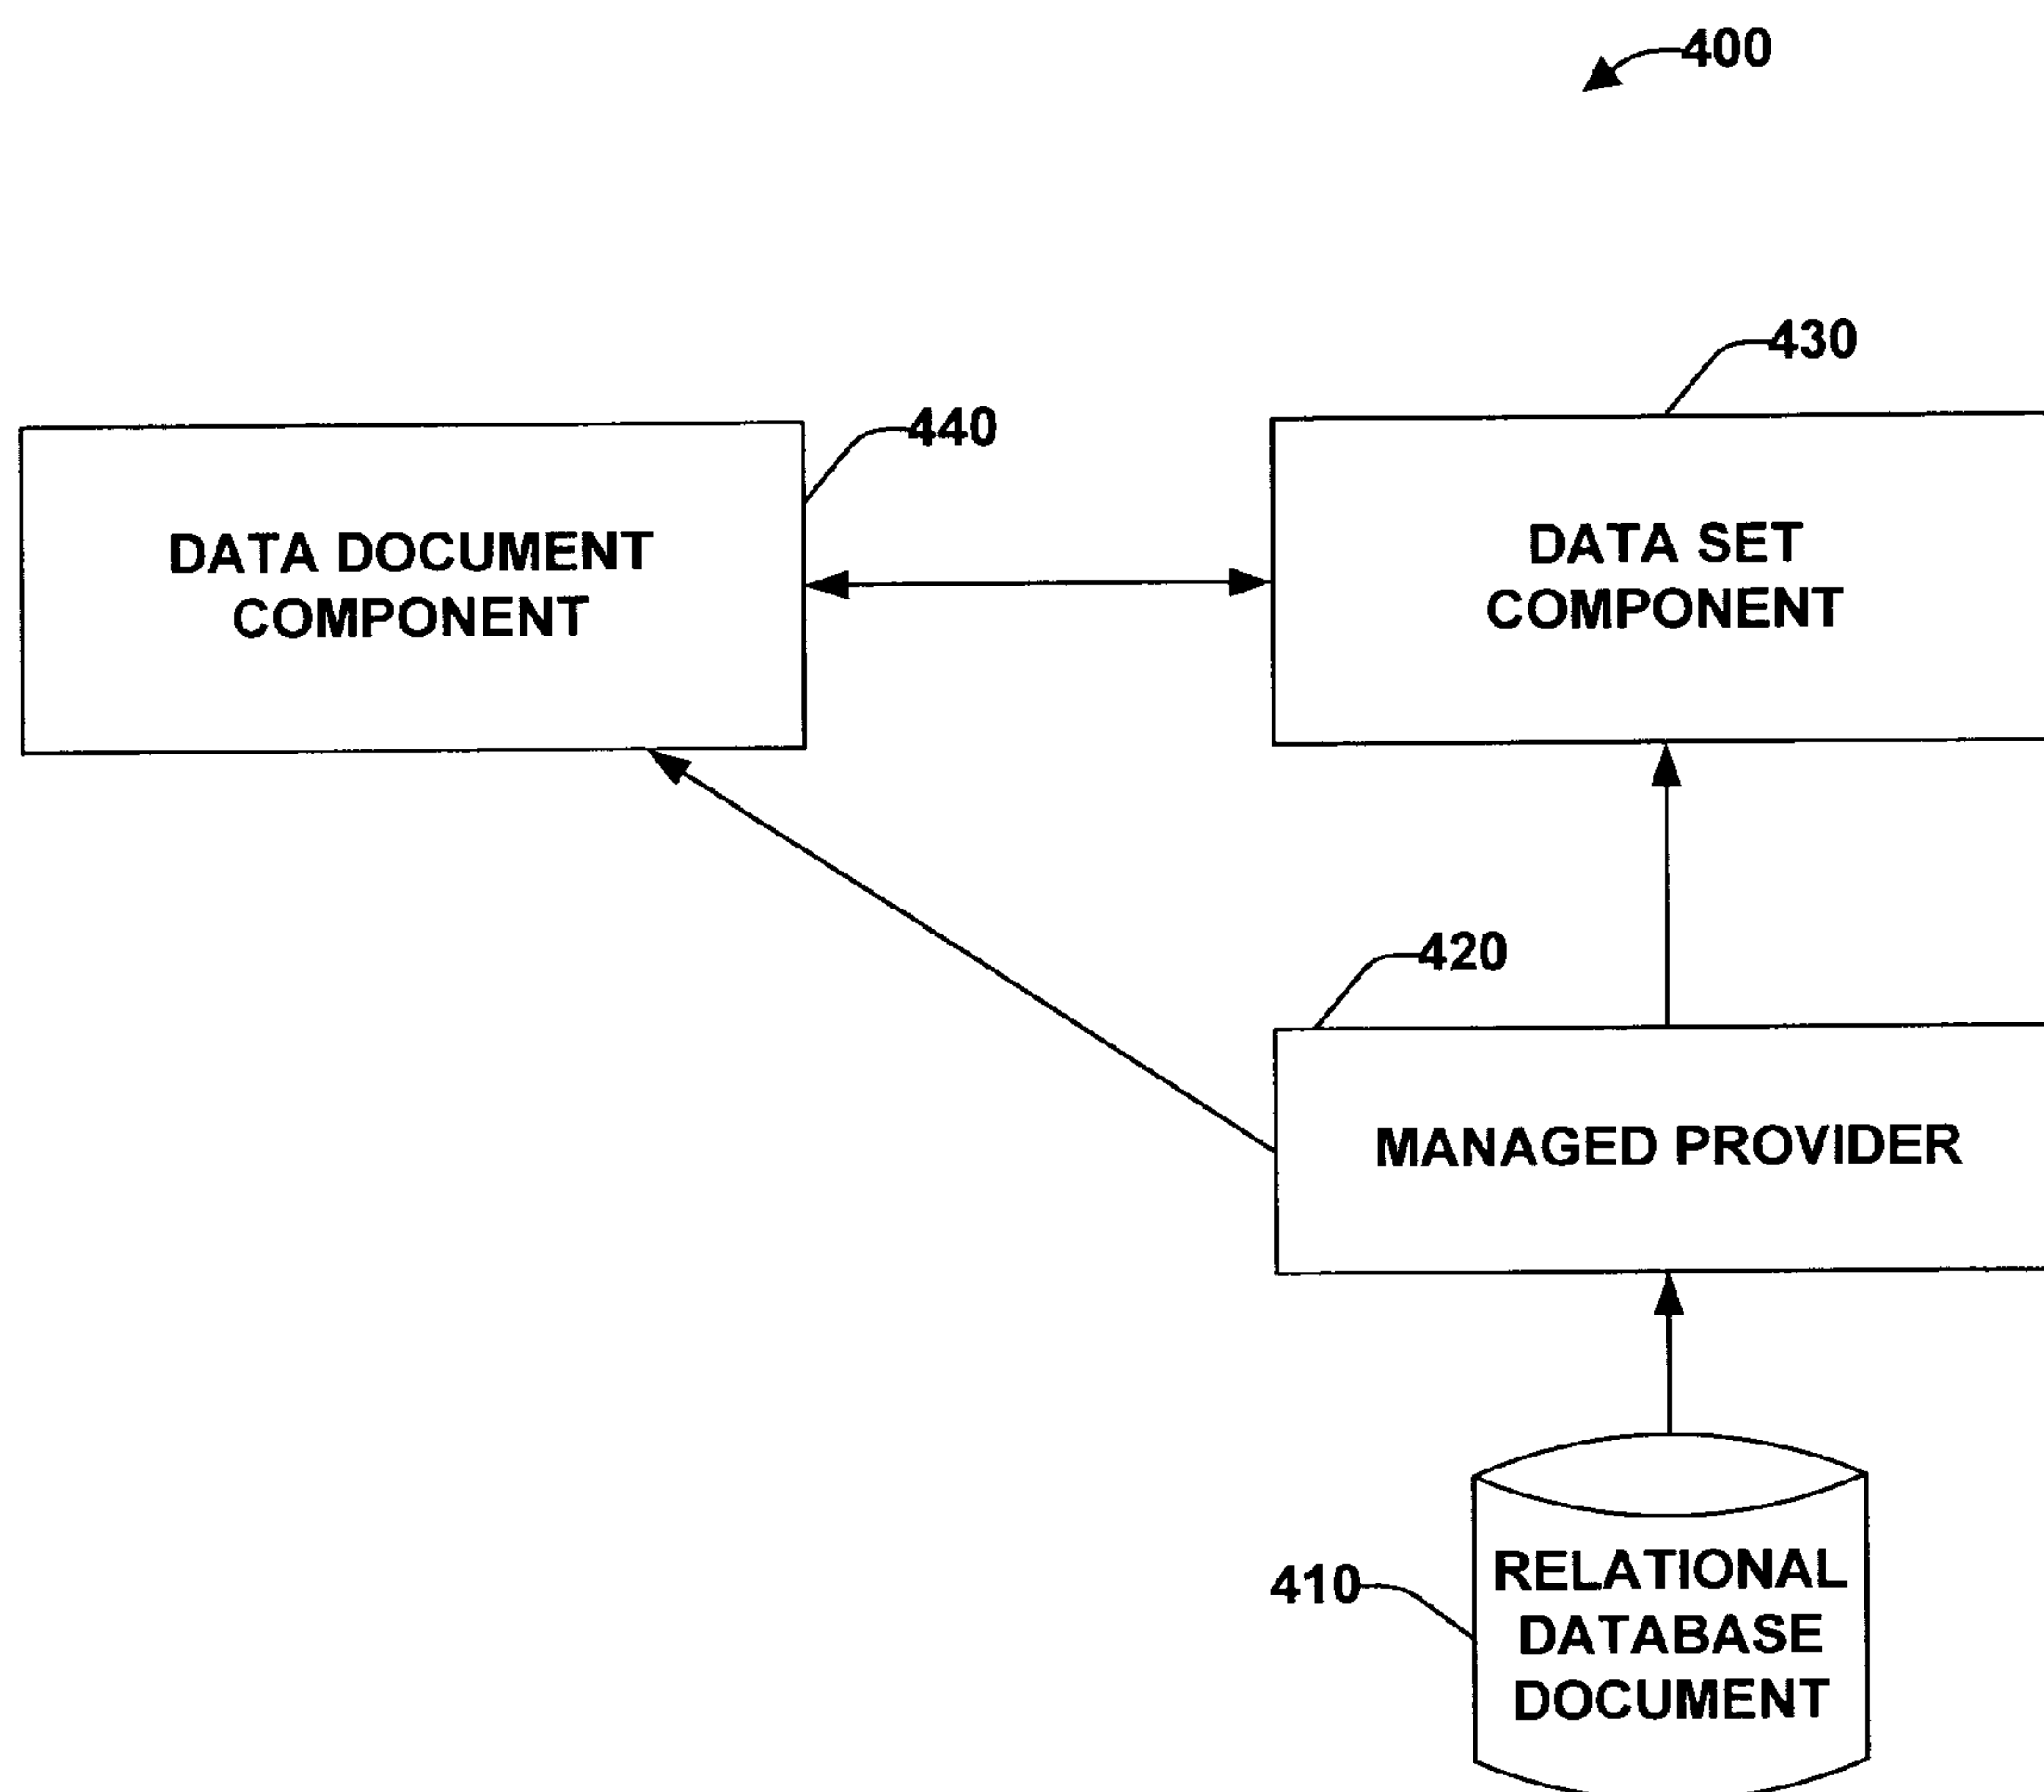 400
430
440
DATA DOCUMENT
COMPONENT
DATA SET
COMPONENT
420
MANAGED PROVIDER
410
RELATIONAL
DATABASE
DOCUMENT